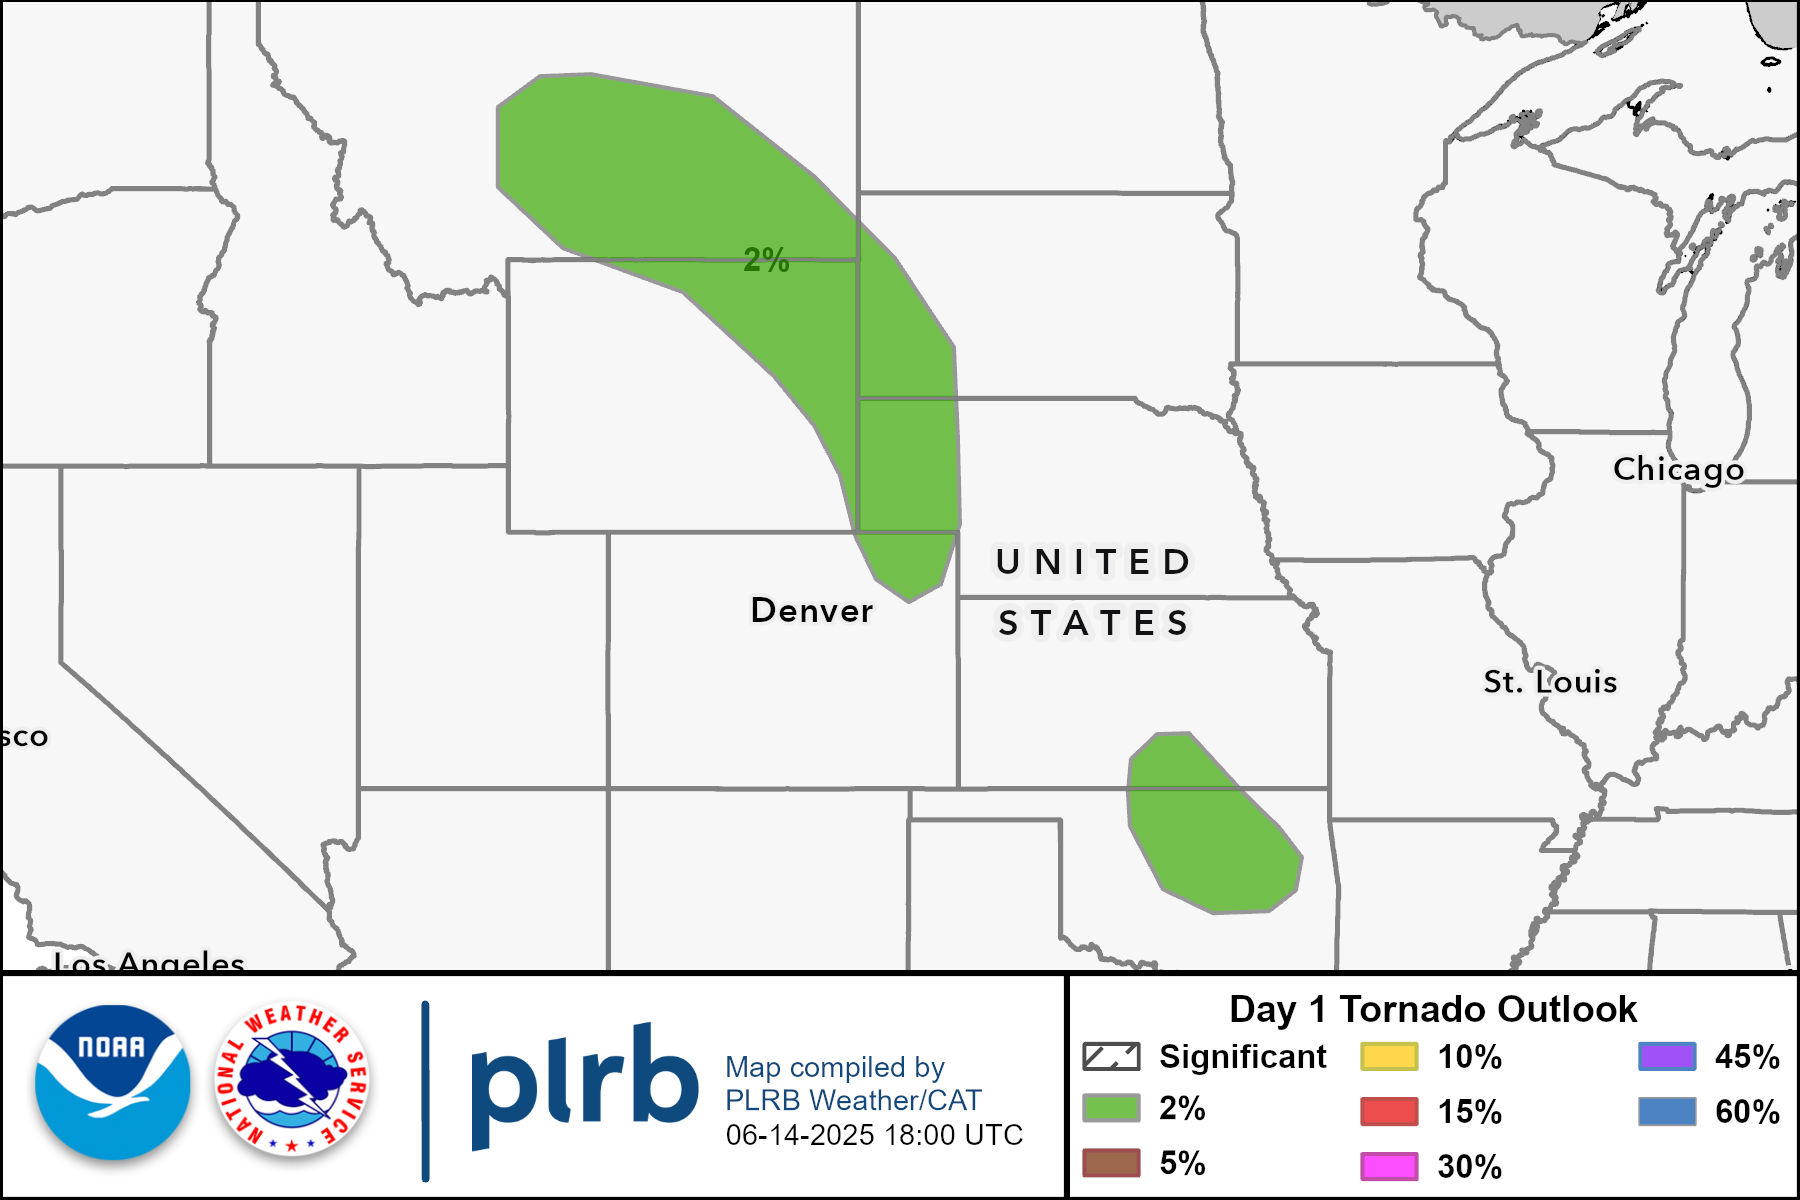 2%
Chicago
UNITED
STATES
Denver
St. Louis
sco
Los Angeles
NOAA
NATIONAL WEATHER SERVICE
plrb
Map compiled by
PLRB Weather/CAT
06-14-2025 18:00 UTC
Day 1 Tornado Outlook
Significant
2%
5%
10%
15%
30%
45%
60%